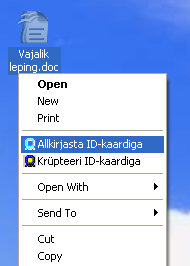 Vajalik
leping.doc
Open
New
Print
Allkirjasta ID-kaardiga
Krüpteeri ID-kaardiga
Open With
Send To
Cut
Copy